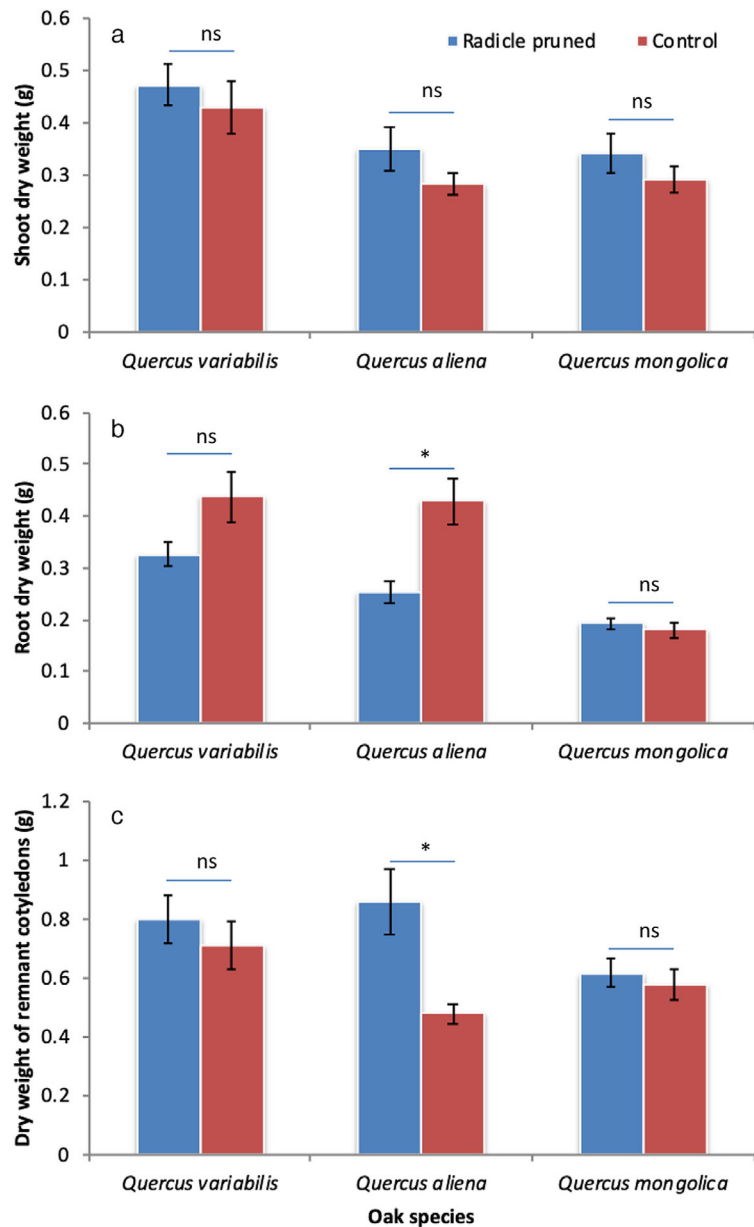 a
Radicle pruned Control
Shoot dry weight (g)
0.6
0.5
0.4
0.3
0.2
0.1
0
ns
ns
ns
Quercus variabilis Quercus aliena Quercus mongolica
b
Root dry weight (g)
0.6
0.5
0.4
0.3
0.2
0.1
0
ns
*
ns
Quercus variabilis Quercus aliena Quercus mongolica
c
Dry weight of remnant cotyledons (g)
1.2
1
0.8
0.6
0.4
0.2
0
ns
*
ns
Quercus variabilis Quercus aliena Quercus mongolica
Oak species